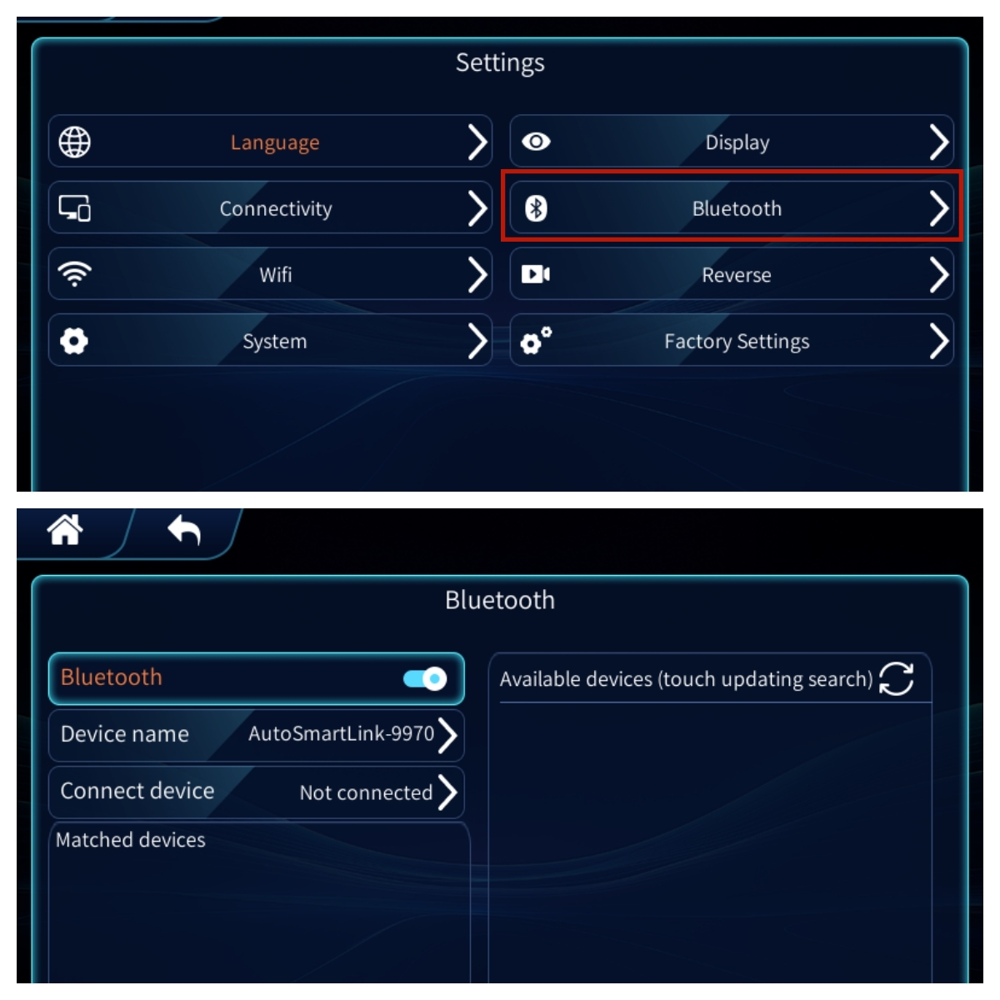 Settings
Language
Display
Connectivity
Bluetooth
Wifi
Reverse
System
Factory Settings
Bluetooth
Bluetooth
Available devices (touch updating search)
Device name AutoSmartLink-9970
Connect device Not connected
Matched devices